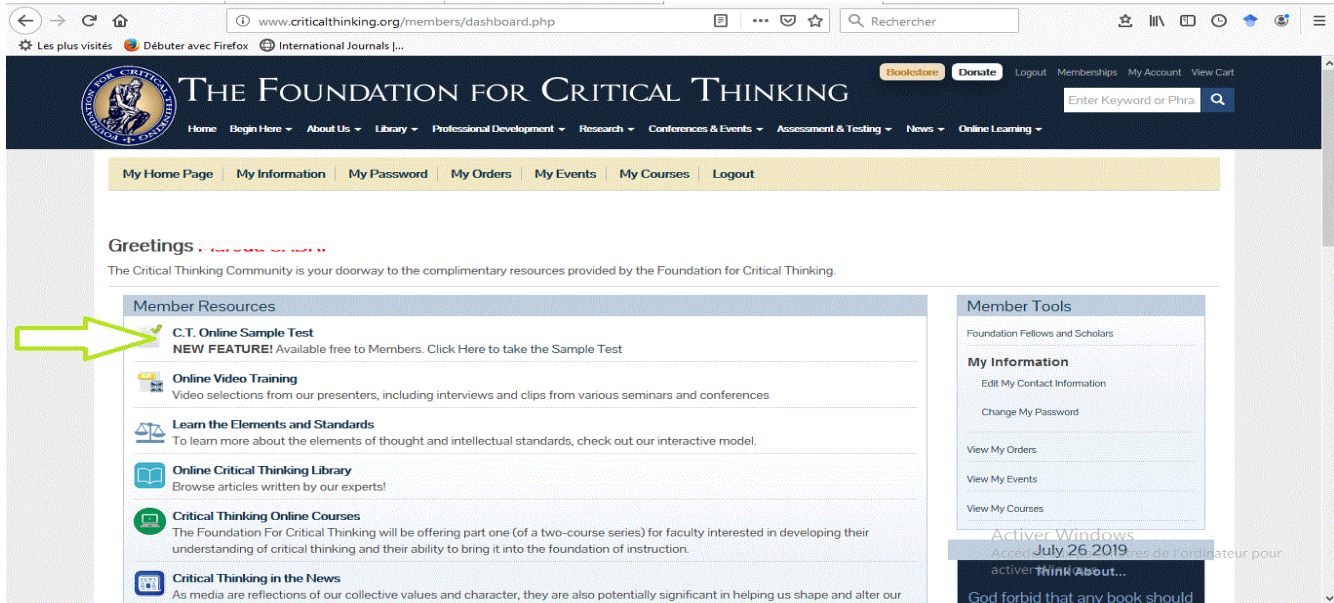 www.criticalthinking.org/members/dashboard.php
Rechercher
Les plus visités Débuter avec Firefox International Journals |...
Bookstore Donate Logout Memberships My Account View Cart
THE FOUNDATION FOR CRITICAL THINKING
Enter Keyword or Phra
FOUNDATION FOR CRITICAL THINKING
Home Begin Here About Us Library Professional Development Research Conferences & Events Assessment & Testing News Online Learning
My Home Page My Information My Password My Orders My Events My Courses Logout
Greetings
The Critical Thinking Community is your doorway to the complimentary resources provided by the Foundation for Critical Thinking.
Member Resources
C.T. Online Sample Test
NEW FEATURE! Available free to Members. Click Here to take the Sample Test
Online Video Training
Video selections from our presenters, including interviews and clips from various seminars and conferences
Learn the Elements and Standards
To learn more about the elements of thought and intellectual standards, check out our interactive model.
Online Critical Thinking Library
Browse articles written by our experts!
Critical Thinking Online Courses
The Foundation For Critical Thinking will be offering part one (of a two-course series) for faculty interested in developing their
understanding of critical thinking and their ability to bring it into the foundation of instruction.
Critical Thinking in the News
As media are reflections of our collective values and character, they are also potentially significant in helping us shape and alter our
Member Tools
Foundation Fellows and Scholars
My Information
Edit My Contact Information
Change My Password
View My Orders
View My Events
View My Courses
Activer Windows
July 26 2019
l'ordinateur pour
activer
Think About...
God forbid that any book should